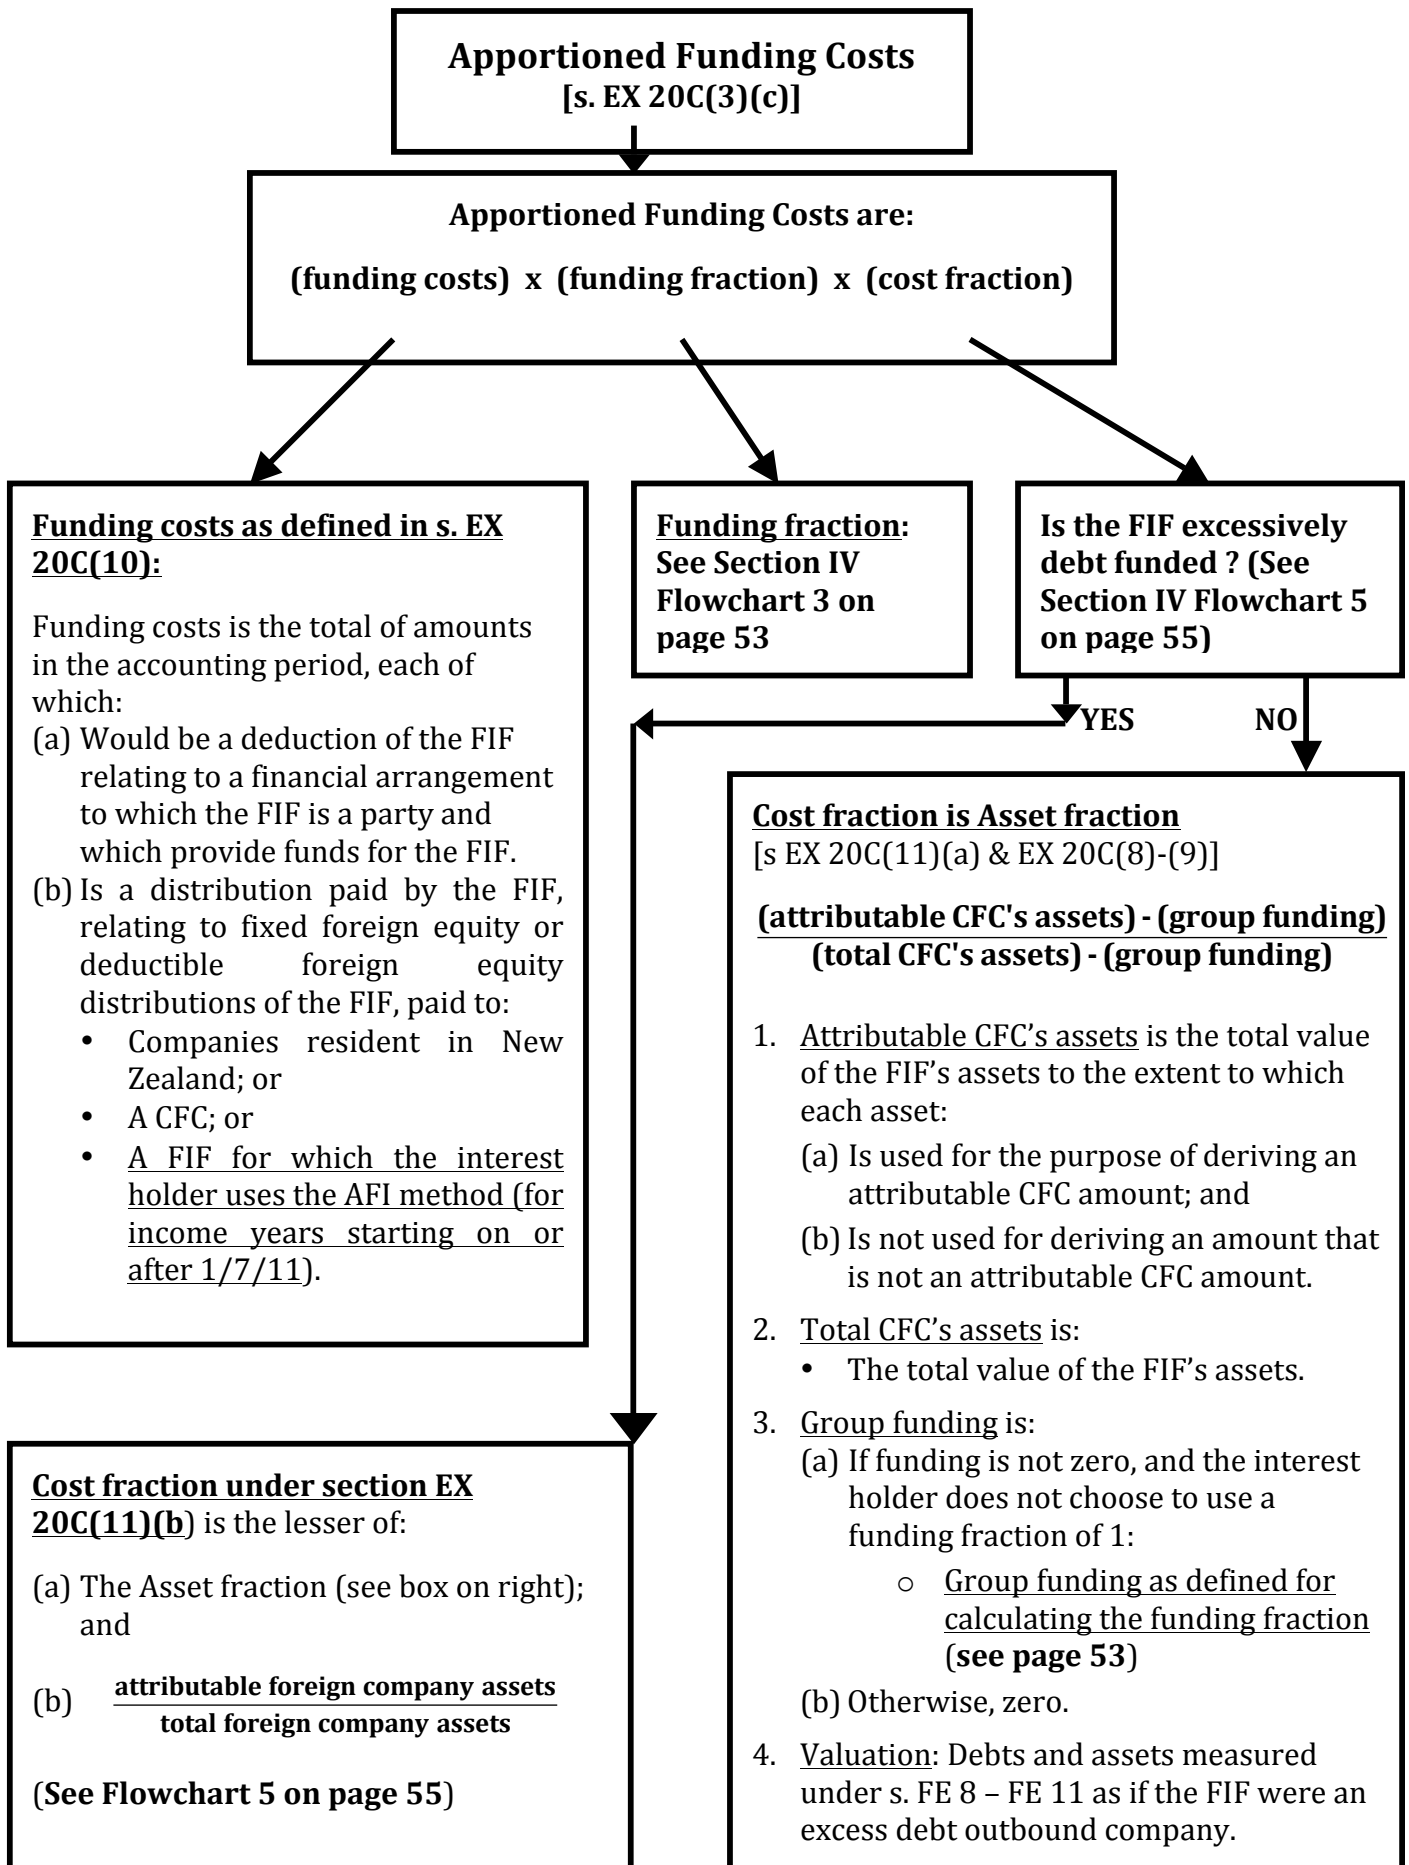 Apportioned Funding Costs
[s. EX 20C(3)(c)]
Apportioned Funding Costs are:
(funding costs) x (funding fraction) x (cost fraction)
Funding costs as defined in s. EX
20C(10):
Funding costs is the total of amounts
in the accounting period, each of
which:
(a) Would be a deduction of the FIF
relating to a financial arrangement
to which the FIF is a party and
which provide funds for the FIF.
(b) Is a distribution paid by the FIF,
relating to fixed foreign equity or
deductible foreign equity
distributions of the FIF, paid to:
• Companies resident in New
Zealand; or
• A CFC; or
• A FIF for which the interest
holder uses the AFI method (for
income years starting on or
after 1/7/11).
Funding fraction:
See Section IV
Flowchart 3 on
page 53
Is the FIF excessively
debt funded ? (See
Section IV Flowchart 5
on page 55)
YES
NO
Cost fraction is Asset fraction
[s EX 20C(11)(a) & EX 20C(8)-(9)]
(attributable CFC's assets) - (group funding)
(total CFC's assets) - (group funding)
1. Attributable CFC's assets is the total value
of the FIF's assets to the extent to which
each asset:
(a) Is used for the purpose of deriving an
attributable CFC amount; and
(b) Is not used for deriving an amount that
is not an attributable CFC amount.
2. Total CFC's assets is:
• The total value of the FIF's assets.
3. Group funding is:
(a) If funding is not zero, and the interest
holder does not choose to use a
funding fraction of 1:
○ Group funding as defined for
calculating the funding fraction
(see page 53)
(b) Otherwise, zero.
4. Valuation: Debts and assets measured
under s. FE 8 – FE 11 as if the FIF were an
excess debt outbound company.
Cost fraction under section EX
20C(11)(b) is the lesser of:
(a) The Asset fraction (see box on right);
and
(b) attributable foreign company assets
total foreign company assets
(See Flowchart 5 on page 55)